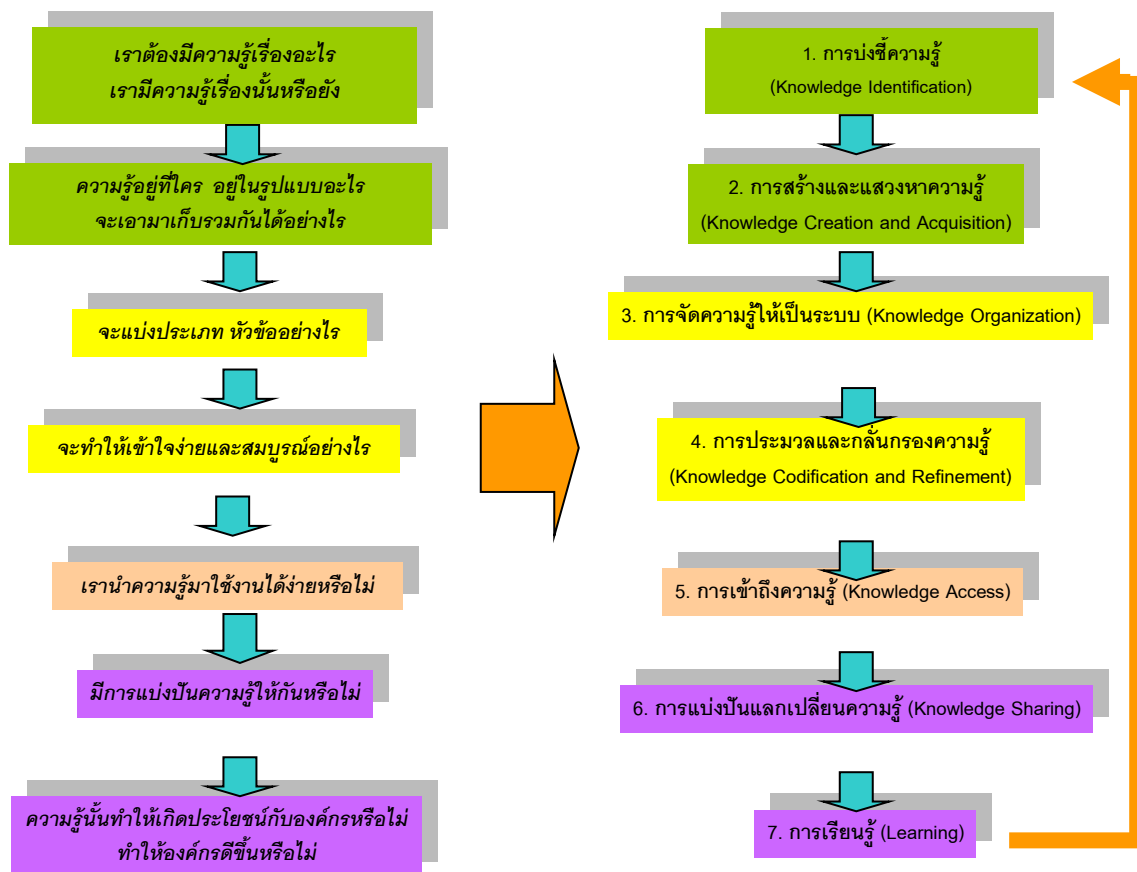 เราต้องมีความรู้เรื่องอะไร
เรามีความรู้เรื่องนั้นหรือยัง
ความรู้อยู่ที่ใคร อยู่ในรูปแบบอะไร
จะเอามาเก็บรวมกันได้อย่างไร
จะแบ่งประเภท หัวข้ออย่างไร
จะทำให้เข้าใจง่ายและสมบูรณ์อย่างไร
เรานำความรู้มาใช้งานได้ง่ายหรือไม่
มีการแบ่งปันความรู้ให้กันหรือไม่
ความรู้นั้นทำให้เกิดประโยชน์กับองค์กรหรือไม่
ทำให้องค์กรดีขึ้นหรือไม่
1. การบ่งชี้ความรู้
(Knowledge Identification)
2. การสร้างและแสวงหาความรู้
(Knowledge Creation and Acquisition)
3. การจัดความรู้ให้เป็นระบบ (Knowledge Organization)
4. การประมวลและกลั่นกรองความรู้
(Knowledge Codification and Refinement)
5. การเข้าถึงความรู้ (Knowledge Access)
6. การแบ่งปันแลกเปลี่ยนความรู้ (Knowledge Sharing)
7. การเรียนรู้ (Learning)